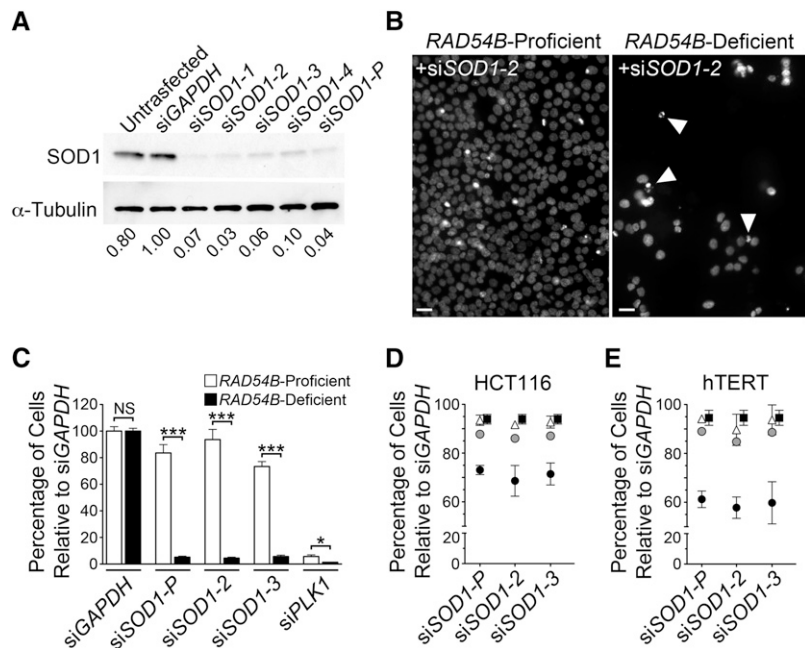 A
Untrasfected
siGAPDH
siSOD1-1
siSOD1-2
siSOD1-3
siSOD1-4
siSOD1-P
SOD1
α-Tubulin
0.80 1.00 0.07 0.03 0.06 0.10 0.04
B
RAD54B-Proficient RAD54B-Deficient
+siSOD1-2 +siSOD1-2
C
Percentage of Cells
Relative to siGAPDH
RAD54B-Proficient
RAD54B-Deficient
NS *** *** *** *
120
100
80
60
40
20
0
siGAPDH siSOD1-P siSOD1-2 siSOD1-3 siPLK1
D
HCT116
Percentage of Cells
Relative to siGAPDH
100
80
60
20
0
siSOD1-P siSOD1-2 siSOD1-3
E
hTERT
Percentage of Cells
Relative to siGAPDH
100
80
60
20
0
siSOD1-P siSOD1-2 siSOD1-3